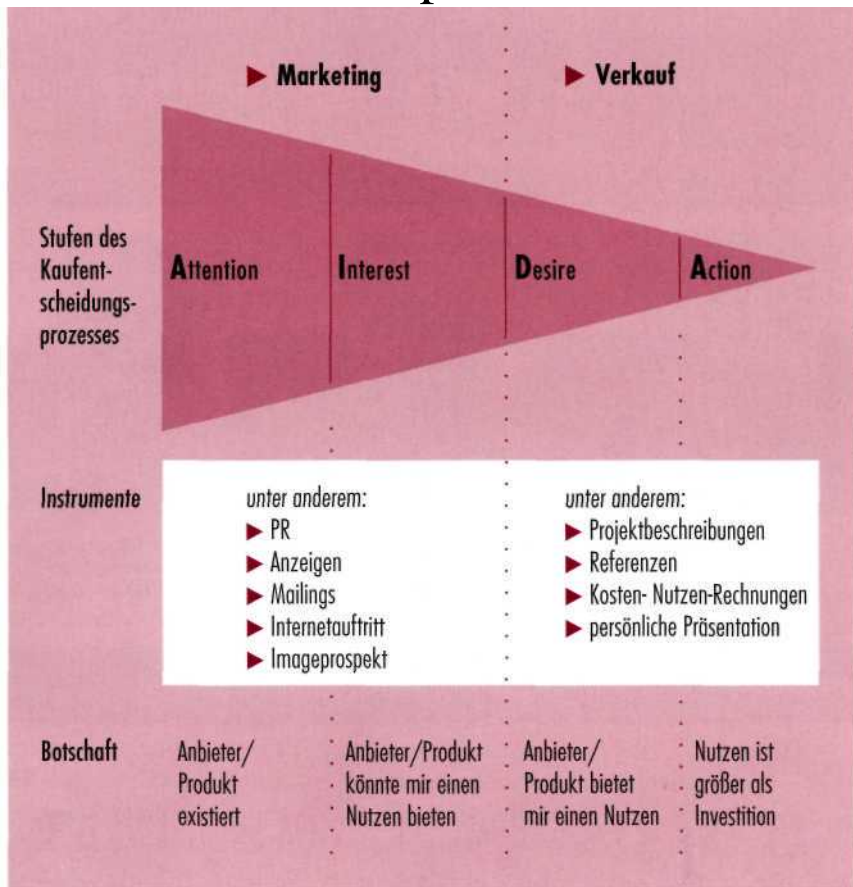 Marketing
Verkauf
Stufen des
Kaufent-
scheidungs-
prozesses
Attention
Interest
Desire
Action
Instrumente
unter anderem:
PR
Anzeigen
Mailings
Internetauftritt
Imageprospekt
unter anderem:
Projektbeschreibungen
Referenzen
Kosten- Nutzen-Rechnungen
persönliche Präsentation
Botschaft
Anbieter/
Produkt
existiert
Anbieter/Produkt
könnte mir einen
Nutzen bieten
Anbieter/
Produkt bietet
mir einen Nutzen
Nutzen ist
größer als
Investition